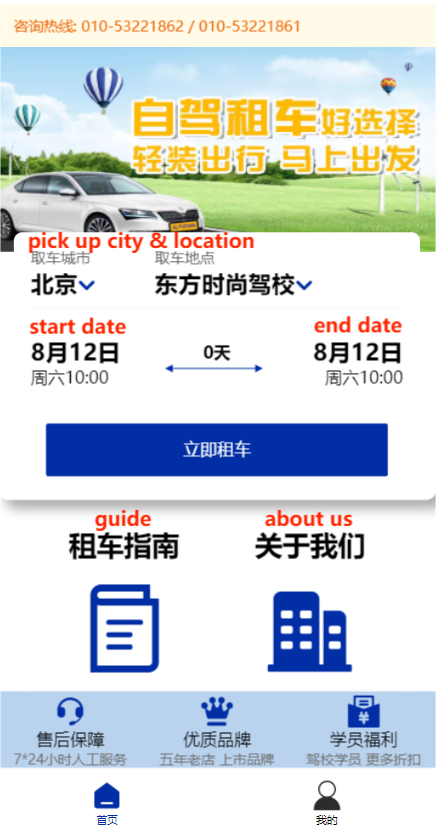 咨询热线: 010-53221862 / 010-53221861
自驾租车好选择
轻装出行 马上出发
pick up city & location
取车城市 取车地点
北京 东方时尚驾校
start date end date
8月12日 0天 8月12日
周六10:00 周六10:00
立即租车
guide about us
租车指南 关于我们
售后保障 优质品牌 学员福利
7*24小时人工服务 五年老店 上市品牌 驾校学员 更多折扣
首页 我的